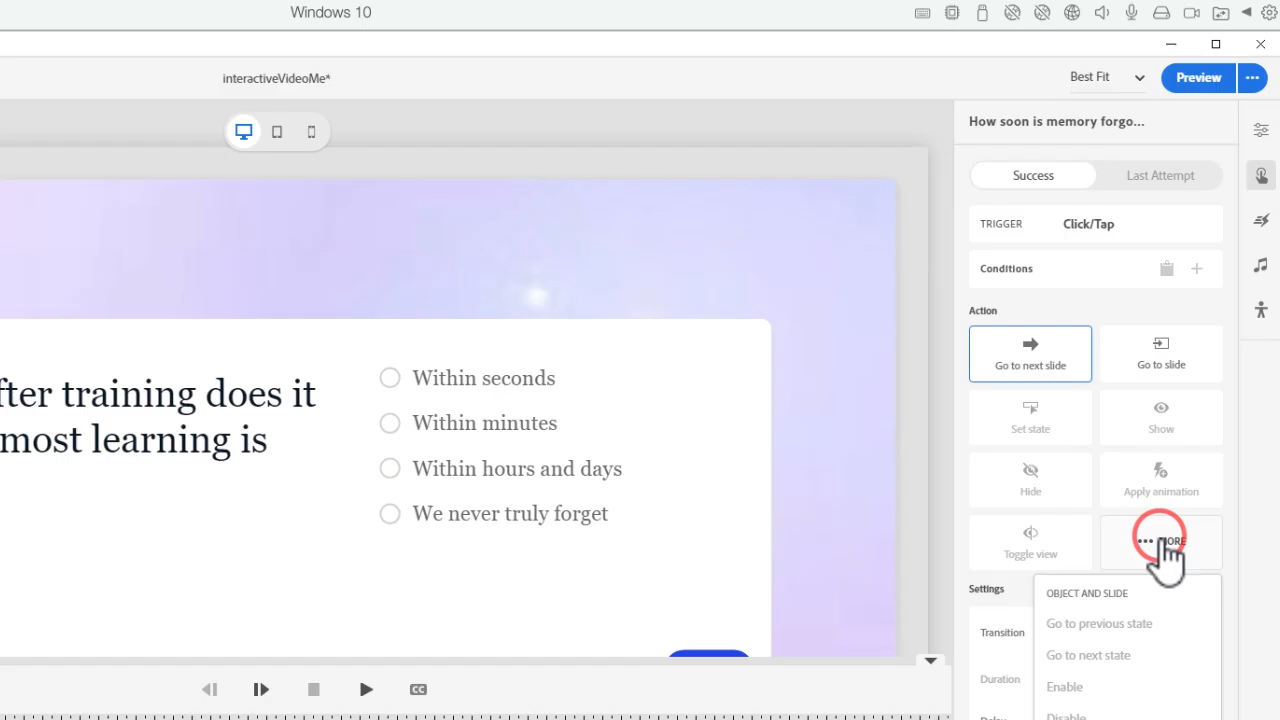 Windows 10
interactiveVideoMe*
Best Fit
Preview
How soon is memory forgo...
Success
Last Attempt
TRIGGER Click/Tap
Conditions
Action
Go to next slide
Go to slide
Set state
Show
Hide
Apply animation
Toggle view
Settings
OBJECT AND SLIDE
Go to previous state
Transition
Go to next state
Duration
Enable
Disable
after training does it
most learning is
Within seconds
Within minutes
Within hours and days
We never truly forget
CC